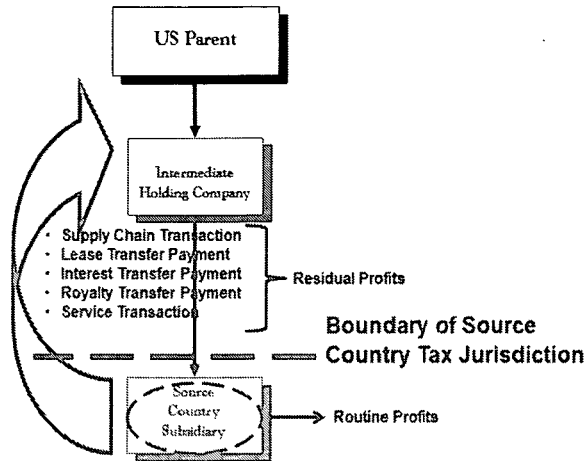 US Parent
Intermediate
Holding Company
· Supply Chain Transaction
· Lease Transfer Payment
· Interest Transfer Payment
· Royalty Transfer Payment
· Service Transaction
Residual Profits
Boundary of Source
Country Tax Jurisdiction
Source
Country
Subsidiary
Routine Profits